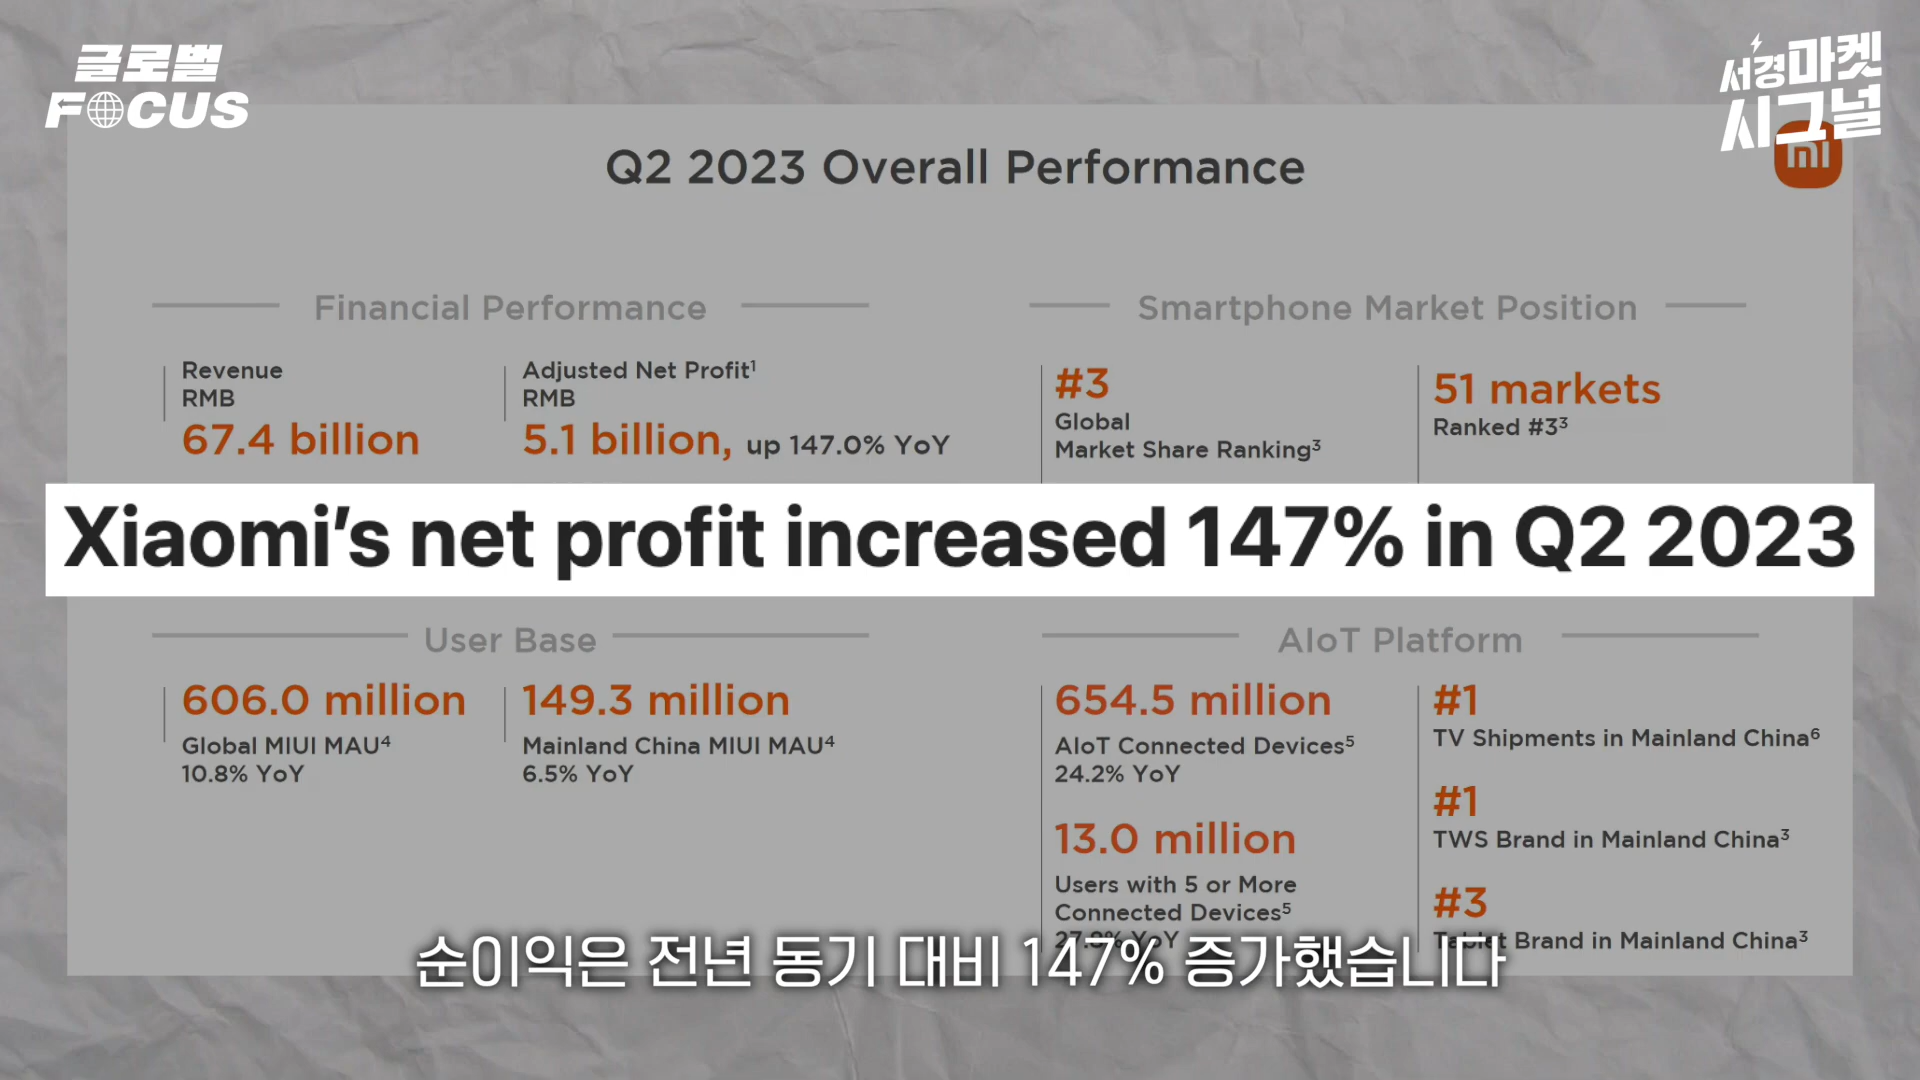 글로벌
FOCUS
서경마켓
시그널
mi
Q2 2023 Overall Performance
Financial Performance
Revenue
RMB
67.4 billion
Adjusted Net Profit¹
RMB
5.1 billion, up 147.0% YoY
Smartphone Market Position
#3
Global
Market Share Ranking³
51 markets
Ranked #3³
Xiaomi's net profit increased 147% in Q2 2023
User Base
606.0 million
Global MIUI MAU⁴
10.8% YoY
149.3 million
Mainland China MIUI MAU⁴
6.5% YoY
AIoT Platform
654.5 million
AIoT Connected Devices⁵
24.2% YoY
13.0 million
Users with 5 or More
Connected Devices⁵
YoY
#1
TV Shipments in Mainland China⁶
#1
TWS Brand in Mainland China³
#3
Tablet Brand in Mainland China³
순이익은 전년 동기 대비 147% 증가했습니다